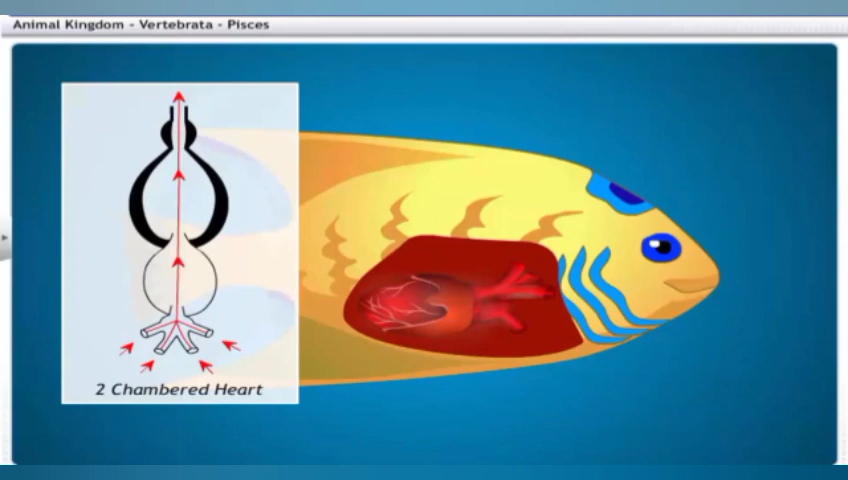 Animal Kingdom - Vertebrata - Pisces
2 Chambered Heart